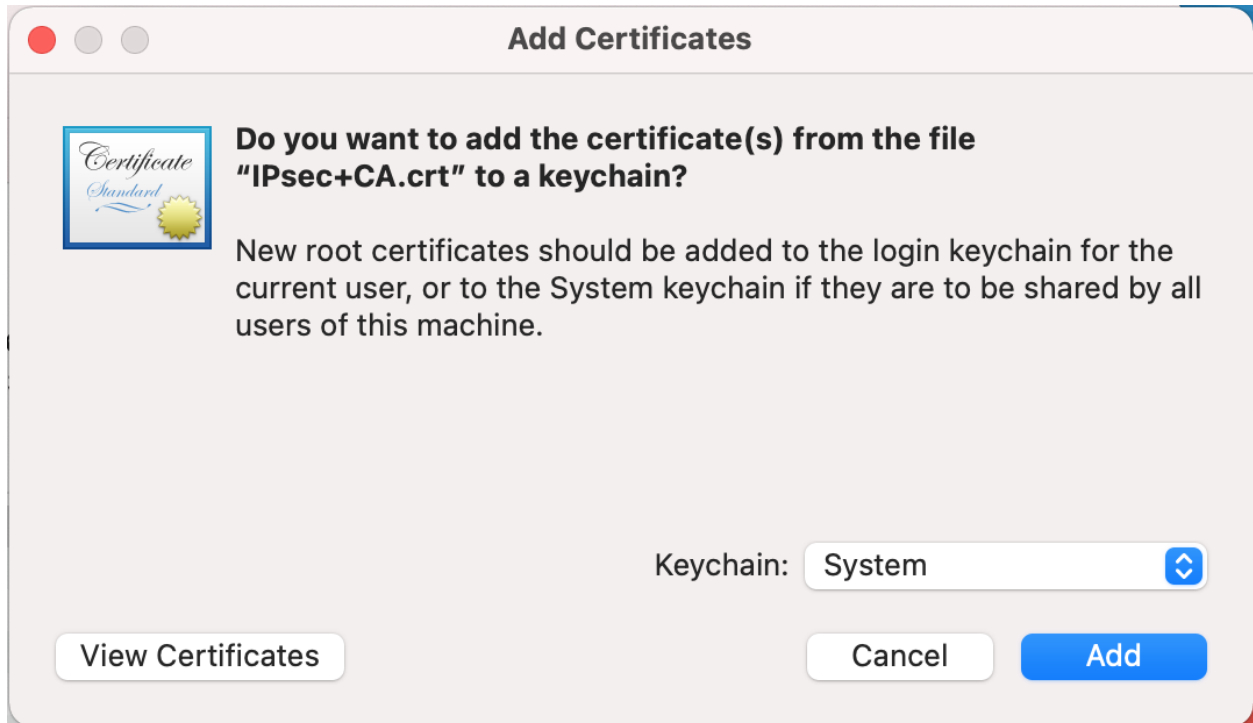 Add Certificates
Certificate
Standard
Do you want to add the certificate(s) from the file
“IPsec+CA.crt” to a keychain?
New root certificates should be added to the login keychain for the
current user, or to the System keychain if they are to be shared by all
users of this machine.
Keychain: System
View Certificates Cancel Add